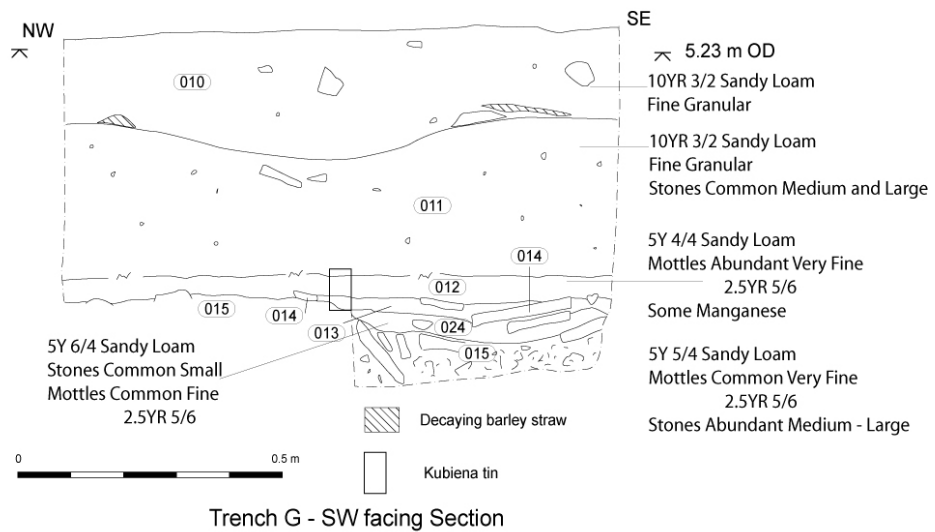 NW
SE
5.23 m OD
010
10YR 3/2 Sandy Loam
Fine Granular
10YR 3/2 Sandy Loam
Fine Granular
Stones Common Medium and Large
011
5Y 4/4 Sandy Loam
Mottles Abundant Very Fine
2.5YR 5/6
Some Manganese
014
012
015
014
013
024
015
5Y 6/4 Sandy Loam
Stones Common Small
Mottles Common Fine
2.5YR 5/6
5Y 5/4 Sandy Loam
Mottles Common Very Fine
2.5YR 5/6
Stones Abundant Medium - Large
Decaying barley straw
0
0.5 m
Kubiena tin
Trench G - SW facing Section